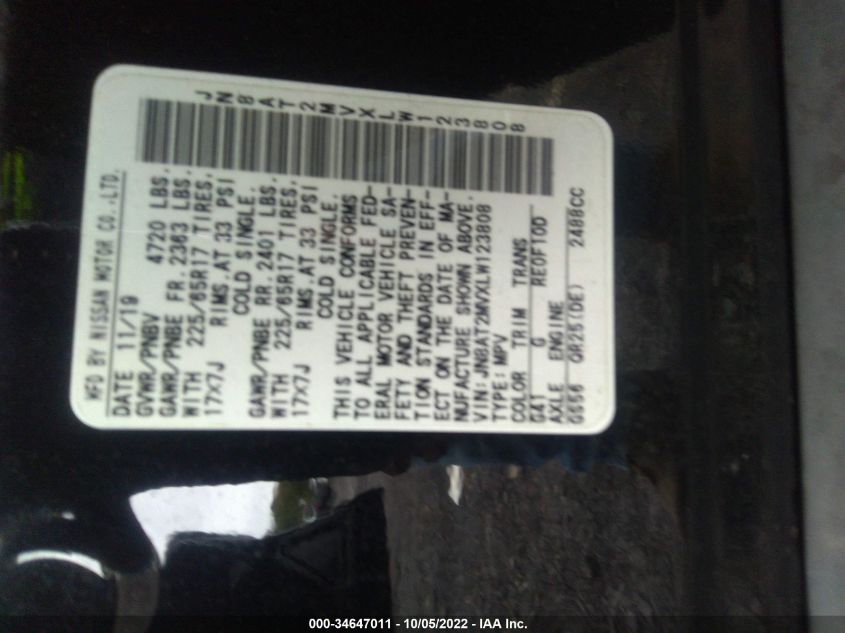 MFD BY NISSAN MOTOR CO.,LTD.
DATE 11/19
GVWR/PNBV 4720 LBS.
GAWR/PNBE FR. 2363 LBS.
WITH 225/65R17 TIRES.
17X7J RIMS.AT 33 PSI
COLD SINGLE.
GAWR/PNBE RR. 2401 LBS.
WITH 225/65R17 TIRES.
17X7J RIMS.AT 33 PSI
COLD SINGLE.
THIS VEHICLE CONFORMS
TO ALL APPLICABLE FED-
ERAL MOTOR VEHICLE SA-
FETY AND THEFT PREVEN-
TION STANDARDS IN EFF-
ECT ON THE DATE OF MA-
NUFACTURE SHOWN ABOVE.
VIN:JN8AT2MVXLW123808
TYPE:MPV
COLOR TRIM TRANS
G41 G RE0F10D
AXLE ENGINE
GS56 QR25(DE) 2488CC
JN8AT2MVXLW123808
000-34647011 - 10/05/2022 - IAA Inc.